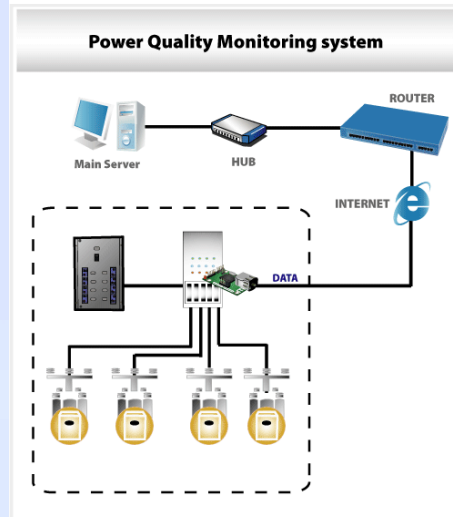 Power Quality Monitoring system
ROUTER
Main Server
HUB
INTERNET
DATA